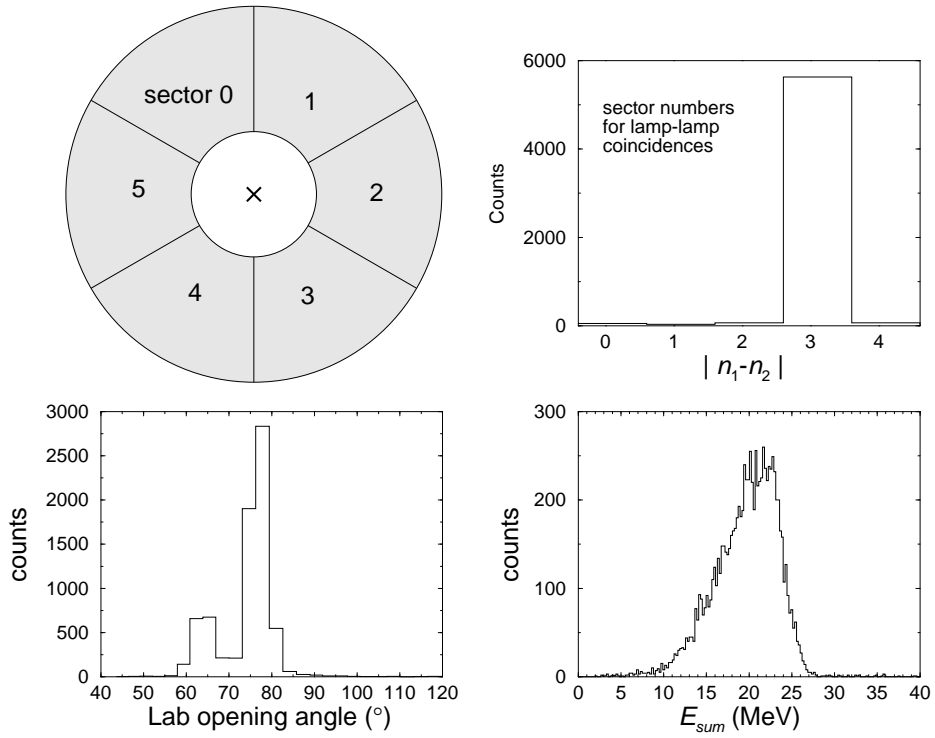 sector 0
1
2
3
4
5
×
6000
4000
2000
0
Counts
sector numbers
for lamp-lamp
coincidences
0 1 2 3 4
| n₁-n₂ |
3000
2500
2000
1500
1000
500
0
counts
40 50 60 70 80 90 100 110 120
Lab opening angle (°)
300
200
100
0
counts
0 5 10 15 20 25 30 35 40
E_sum (MeV)